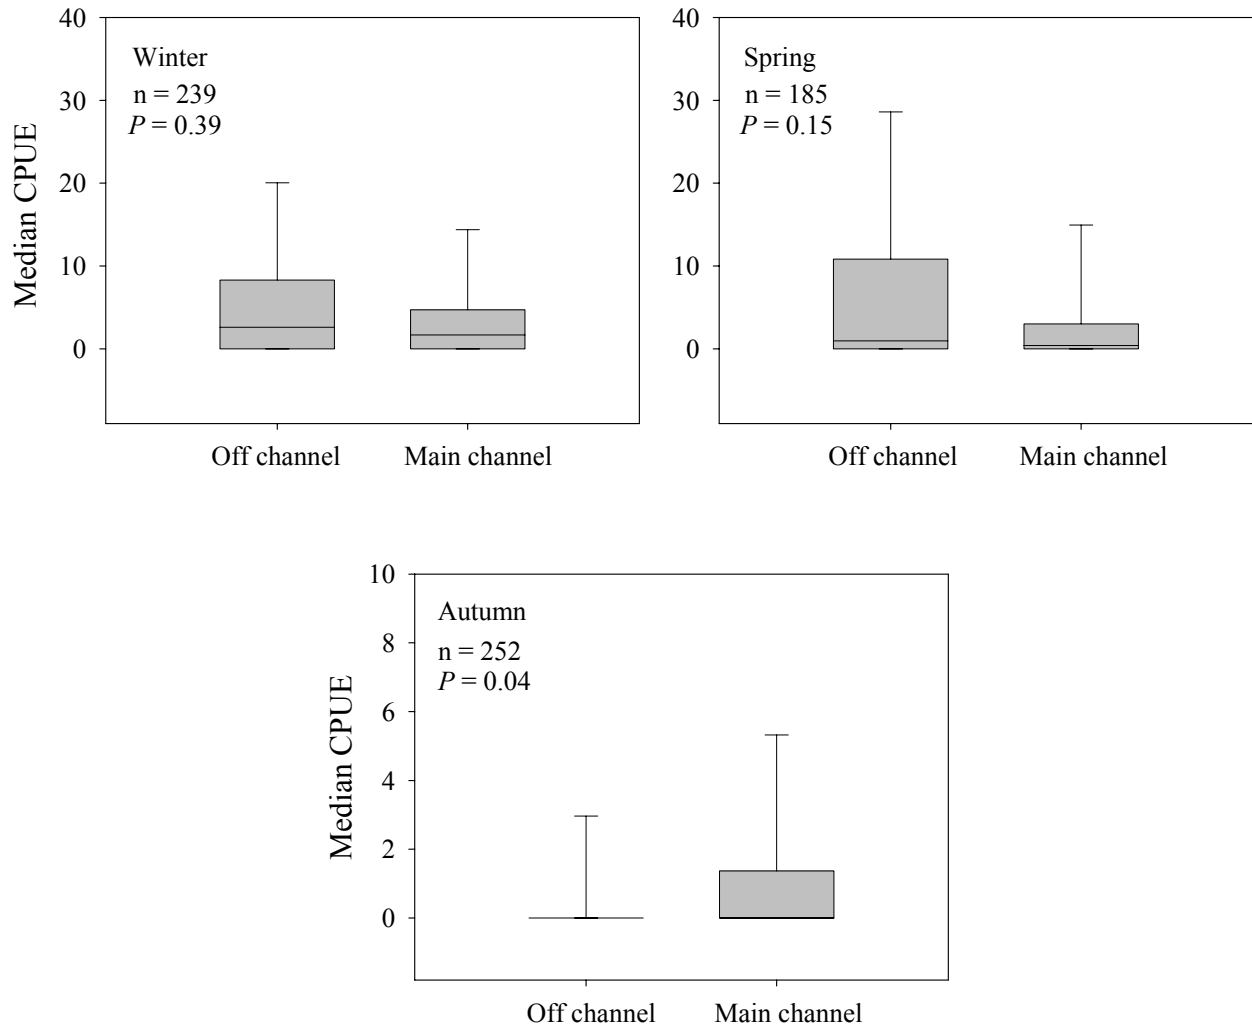 Winter
n = 239
P = 0.39
Median CPUE
40
30
20
10
0
Off channel Main channel
Spring
n = 185
P = 0.15
40
30
20
10
0
Off channel Main channel
Autumn
n = 252
P = 0.04
Median CPUE
10
8
6
4
2
0
Off channel Main channel